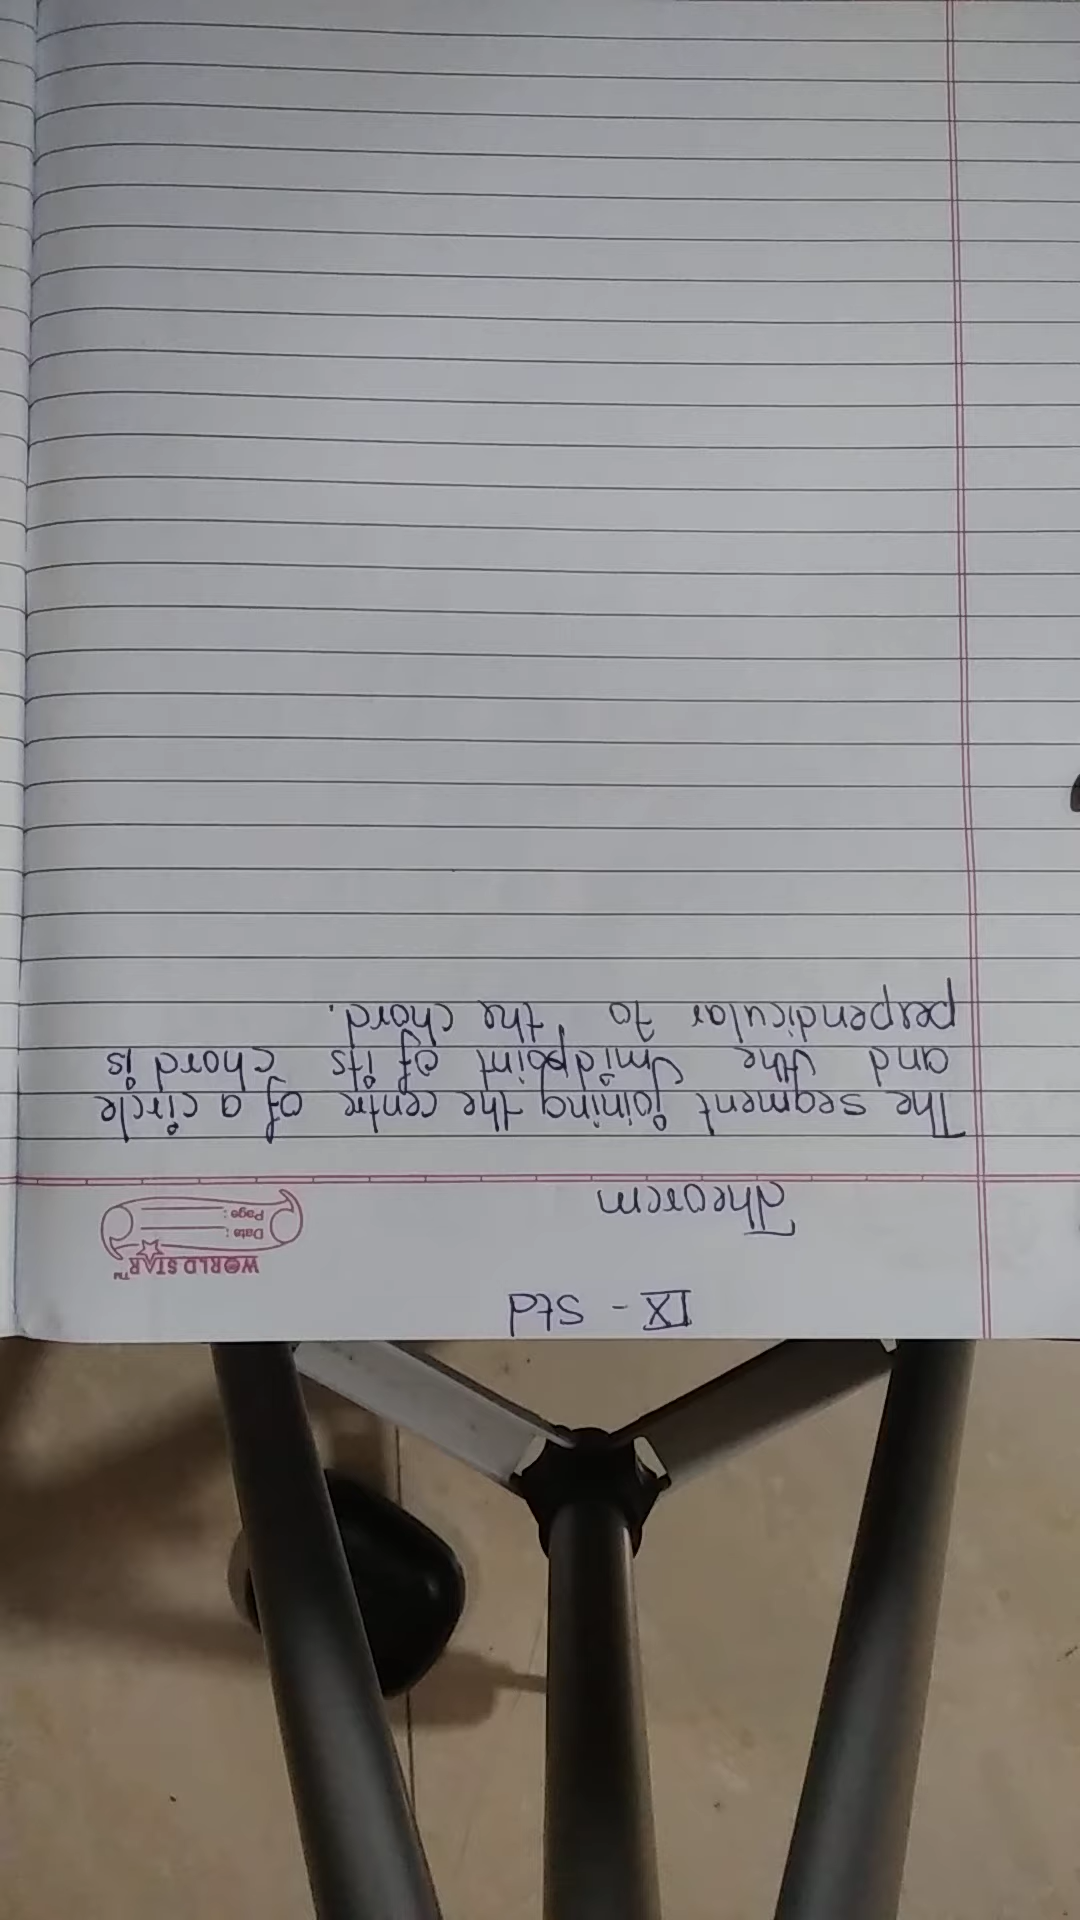 IX - Std
WORLD STAR™
Date :
Page :
Theorem
The segment joining the centre of a circle
and the midpoint of its chord is
perpendicular to the chord.